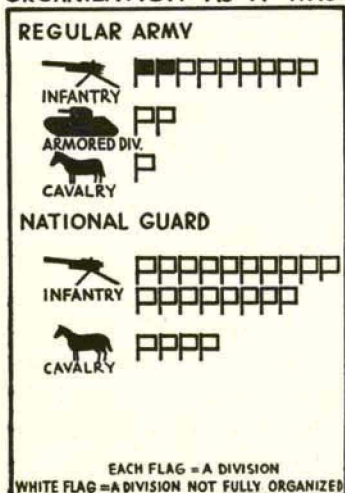 REGULAR ARMY
INFANTRY
ARMORED DIV.
CAVALRY
NATIONAL GUARD
INFANTRY
CAVALRY
EACH FLAG = A DIVISION
WHITE FLAG = A DIVISION NOT FULLY ORGANIZED